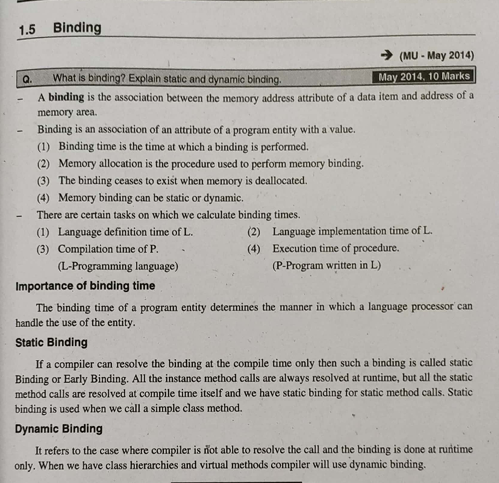 1.5 Binding
→ (MU - May 2014)
Q. What is binding? Explain static and dynamic binding. May 2014, 10 Marks
– A binding is the association between the memory address attribute of a data item and address of a
memory area.
– Binding is an association of an attribute of a program entity with a value.
(1) Binding time is the time at which a binding is performed.
(2) Memory allocation is the procedure used to perform memory binding.
(3) The binding ceases to exist when memory is deallocated.
(4) Memory binding can be static or dynamic.
– There are certain tasks on which we calculate binding times.
(1) Language definition time of L. (2) Language implementation time of L.
(3) Compilation time of P. (4) Execution time of procedure.
(L-Programming language) (P-Program written in L)
Importance of binding time
The binding time of a program entity determines the manner in which a language processor can
handle the use of the entity.
Static Binding
If a compiler can resolve the binding at the compile time only then such a binding is called static
Binding or Early Binding. All the instance method calls are always resolved at runtime, but all the static
method calls are resolved at compile time itself and we have static binding for static method calls. Static
binding is used when we call a simple class method.
Dynamic Binding
It refers to the case where compiler is not able to resolve the call and the binding is done at runtime
only. When we have class hierarchies and virtual methods compiler will use dynamic binding.